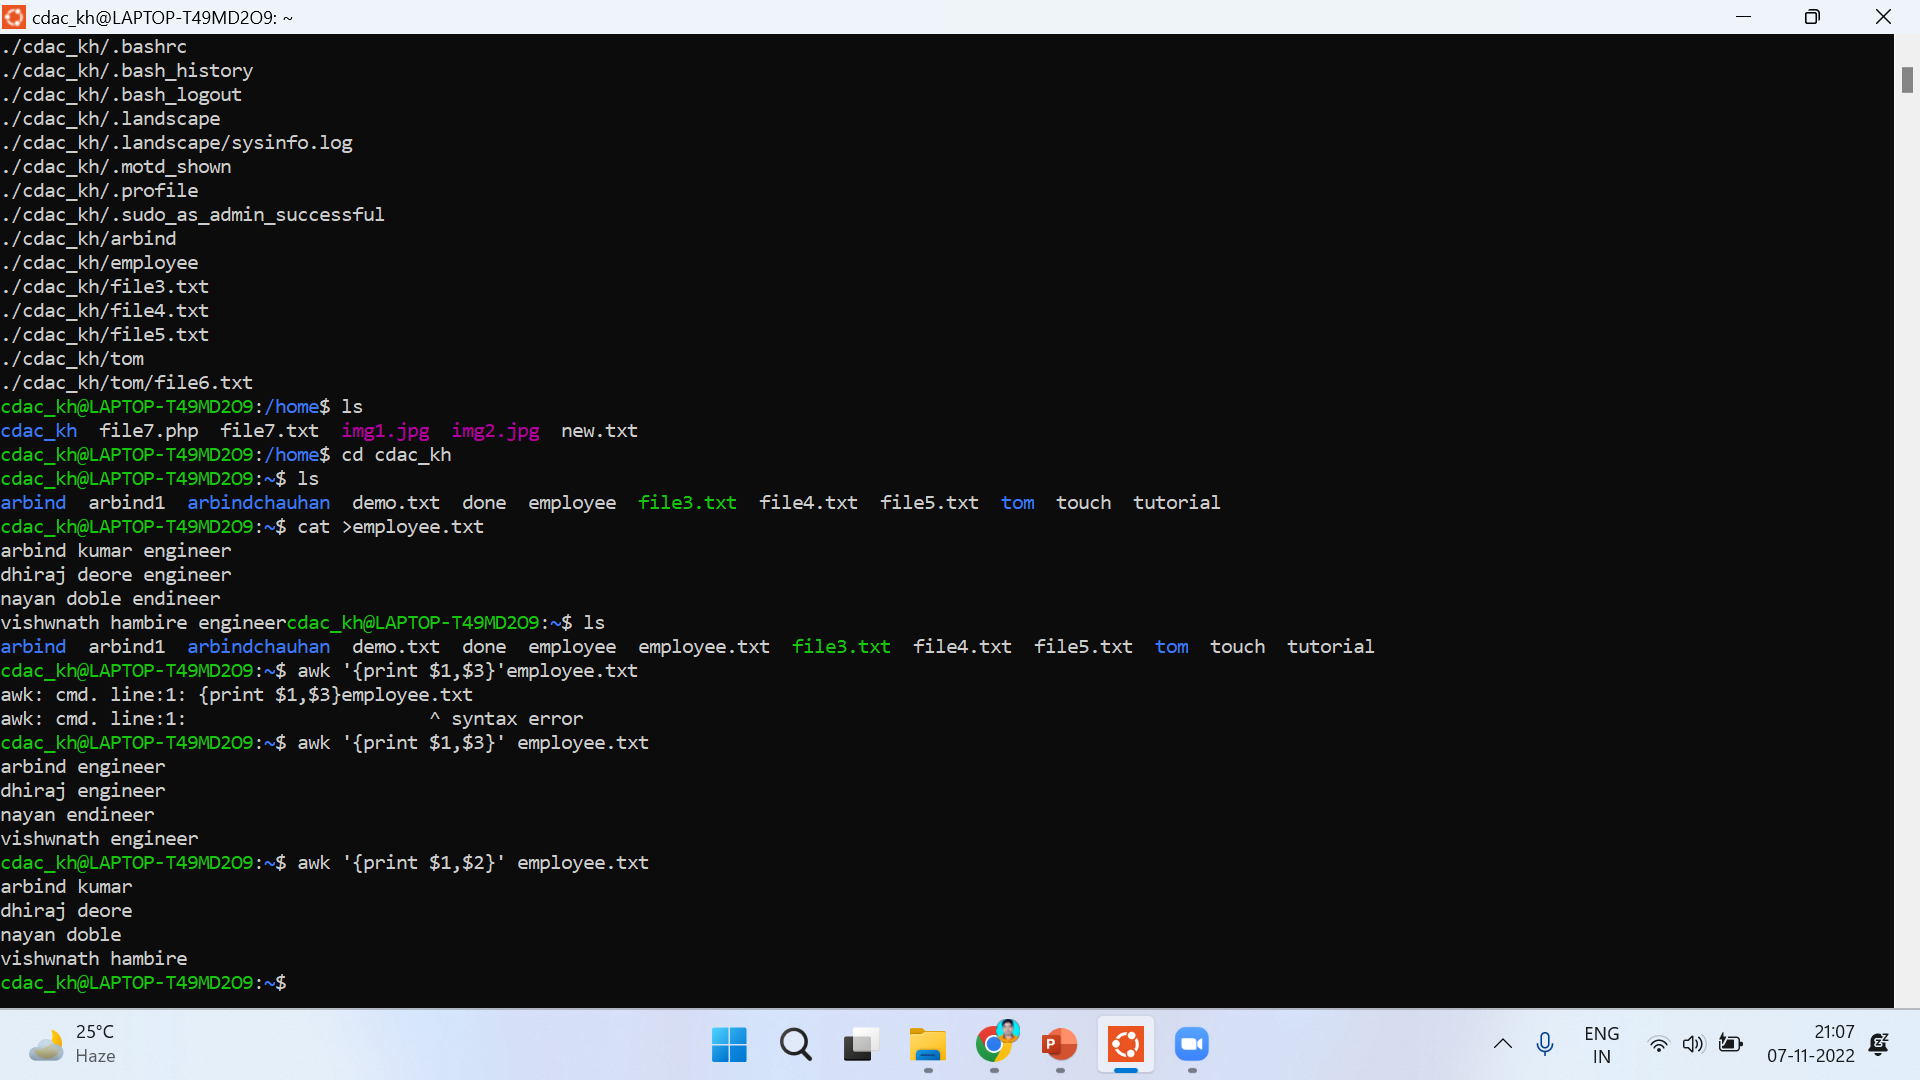 cdac_kh@LAPTOP-T49MD2O9: ~
./cdac_kh/.bashrc
./cdac_kh/.bash_history
./cdac_kh/.bash_logout
./cdac_kh/.landscape
./cdac_kh/.landscape/sysinfo.log
./cdac_kh/.motd_shown
./cdac_kh/.profile
./cdac_kh/.sudo_as_admin_successful
./cdac_kh/arbind
./cdac_kh/employee
./cdac_kh/file3.txt
./cdac_kh/file4.txt
./cdac_kh/file5.txt
./cdac_kh/tom
./cdac_kh/tom/file6.txt
cdac_kh@LAPTOP-T49MD2O9:/home$ ls
cdac_kh  file7.php  file7.txt  img1.jpg  img2.jpg  new.txt
cdac_kh@LAPTOP-T49MD2O9:/home$ cd cdac_kh
cdac_kh@LAPTOP-T49MD2O9:~$ ls
arbind  arbind1  arbindchauhan  demo.txt  done  employee  file3.txt  file4.txt  file5.txt  tom  touch  tutorial
cdac_kh@LAPTOP-T49MD2O9:~$ cat >employee.txt
arbind kumar engineer
dhiraj deore engineer
nayan doble endineer
vishwnath hambire engineercdac_kh@LAPTOP-T49MD2O9:~$ ls
arbind  arbind1  arbindchauhan  demo.txt  done  employee  employee.txt  file3.txt  file4.txt  file5.txt  tom  touch  tutorial
cdac_kh@LAPTOP-T49MD2O9:~$ awk '{print $1,$3}'employee.txt
awk: cmd. line:1: {print $1,$3}employee.txt
awk: cmd. line:1:                      ^ syntax error
cdac_kh@LAPTOP-T49MD2O9:~$ awk '{print $1,$3}' employee.txt
arbind engineer
dhiraj engineer
nayan endineer
vishwnath engineer
cdac_kh@LAPTOP-T49MD2O9:~$ awk '{print $1,$2}' employee.txt
arbind kumar
dhiraj deore
nayan doble
vishwnath hambire
cdac_kh@LAPTOP-T49MD2O9:~$
25°C
Haze
P
ENG
IN
21:07
07-11-2022